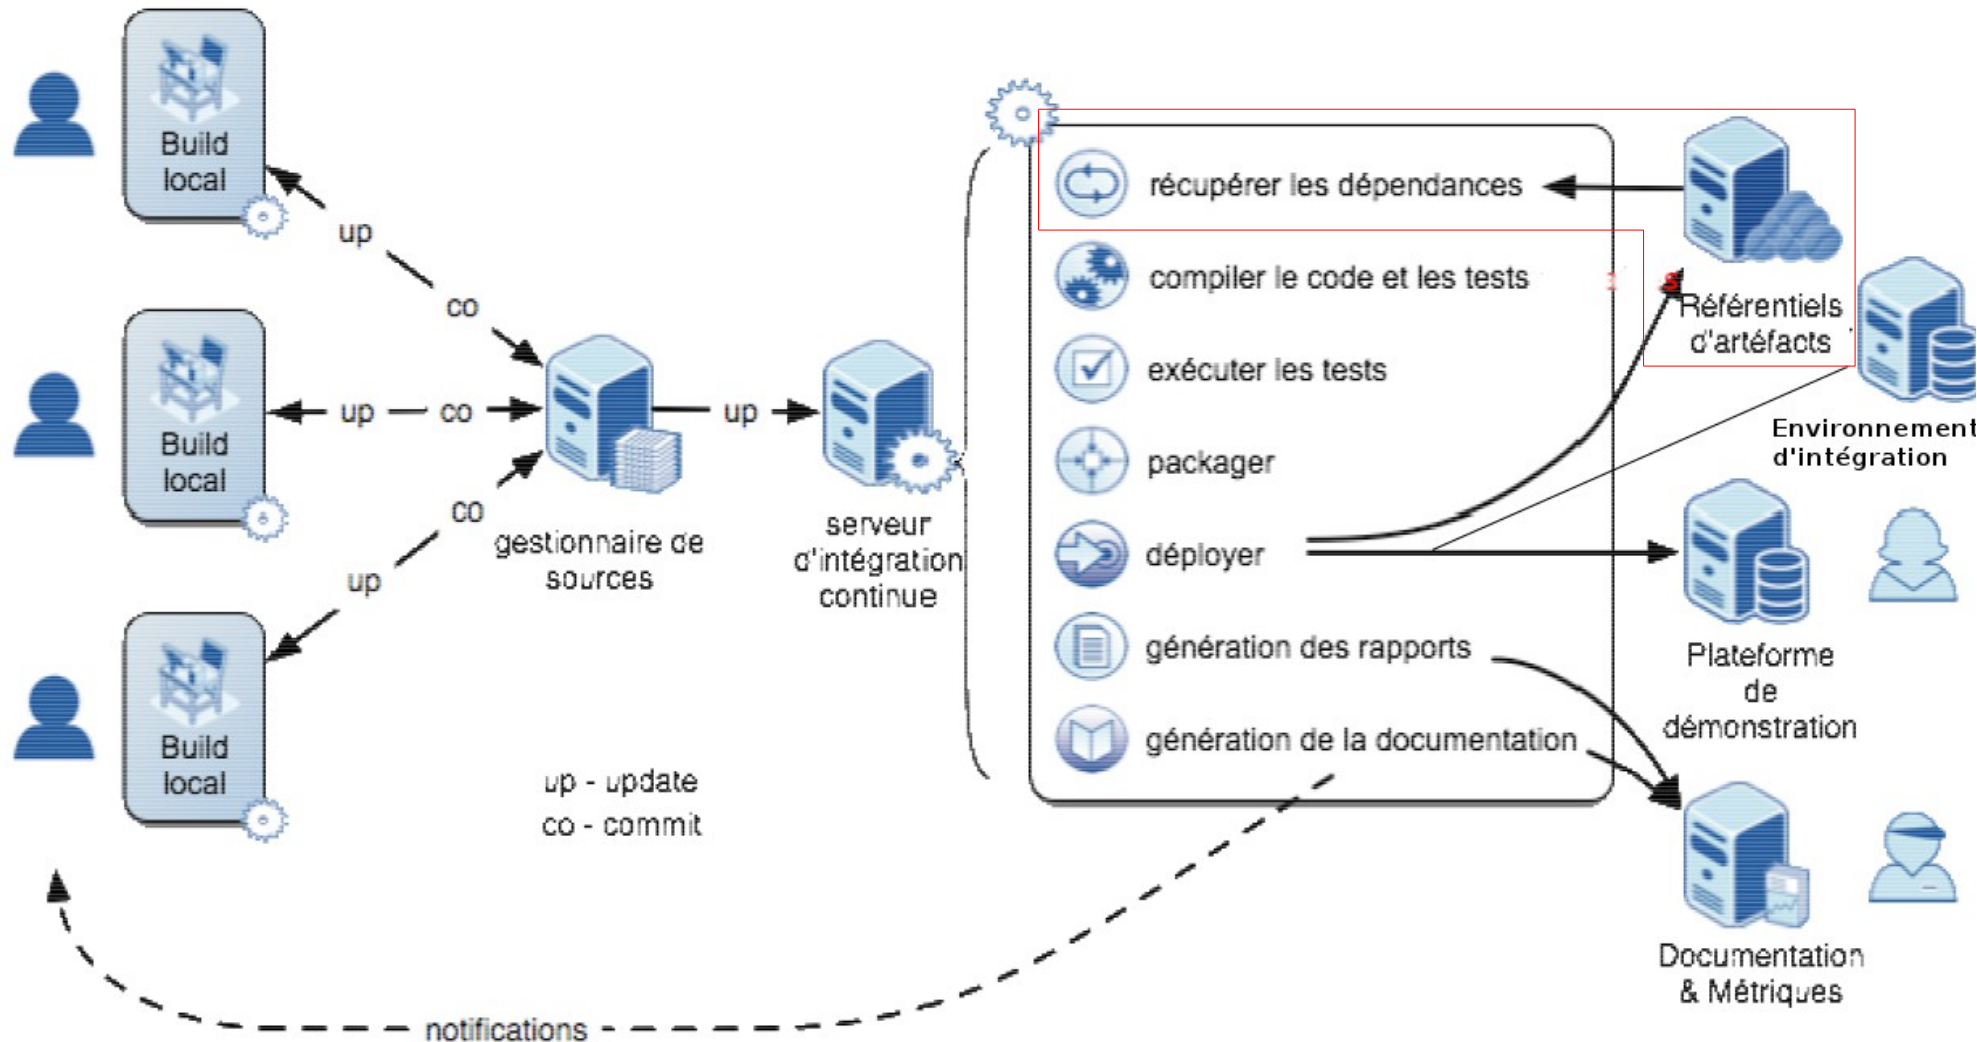 Build
local
up
co
Build
local
up
co
up
gestionnaire de
sources
serveur
d'intégration
continue
co
up
Build
local
up - update
co - commit
récupérer les dépendances
compiler le code et les tests
exécuter les tests
packager
déployer
génération des rapports
génération de la documentation
Référentiels
d'artéfacts
Environnement
d'intégration
Plateforme
de
démonstration
Documentation
& Métriques
notifications